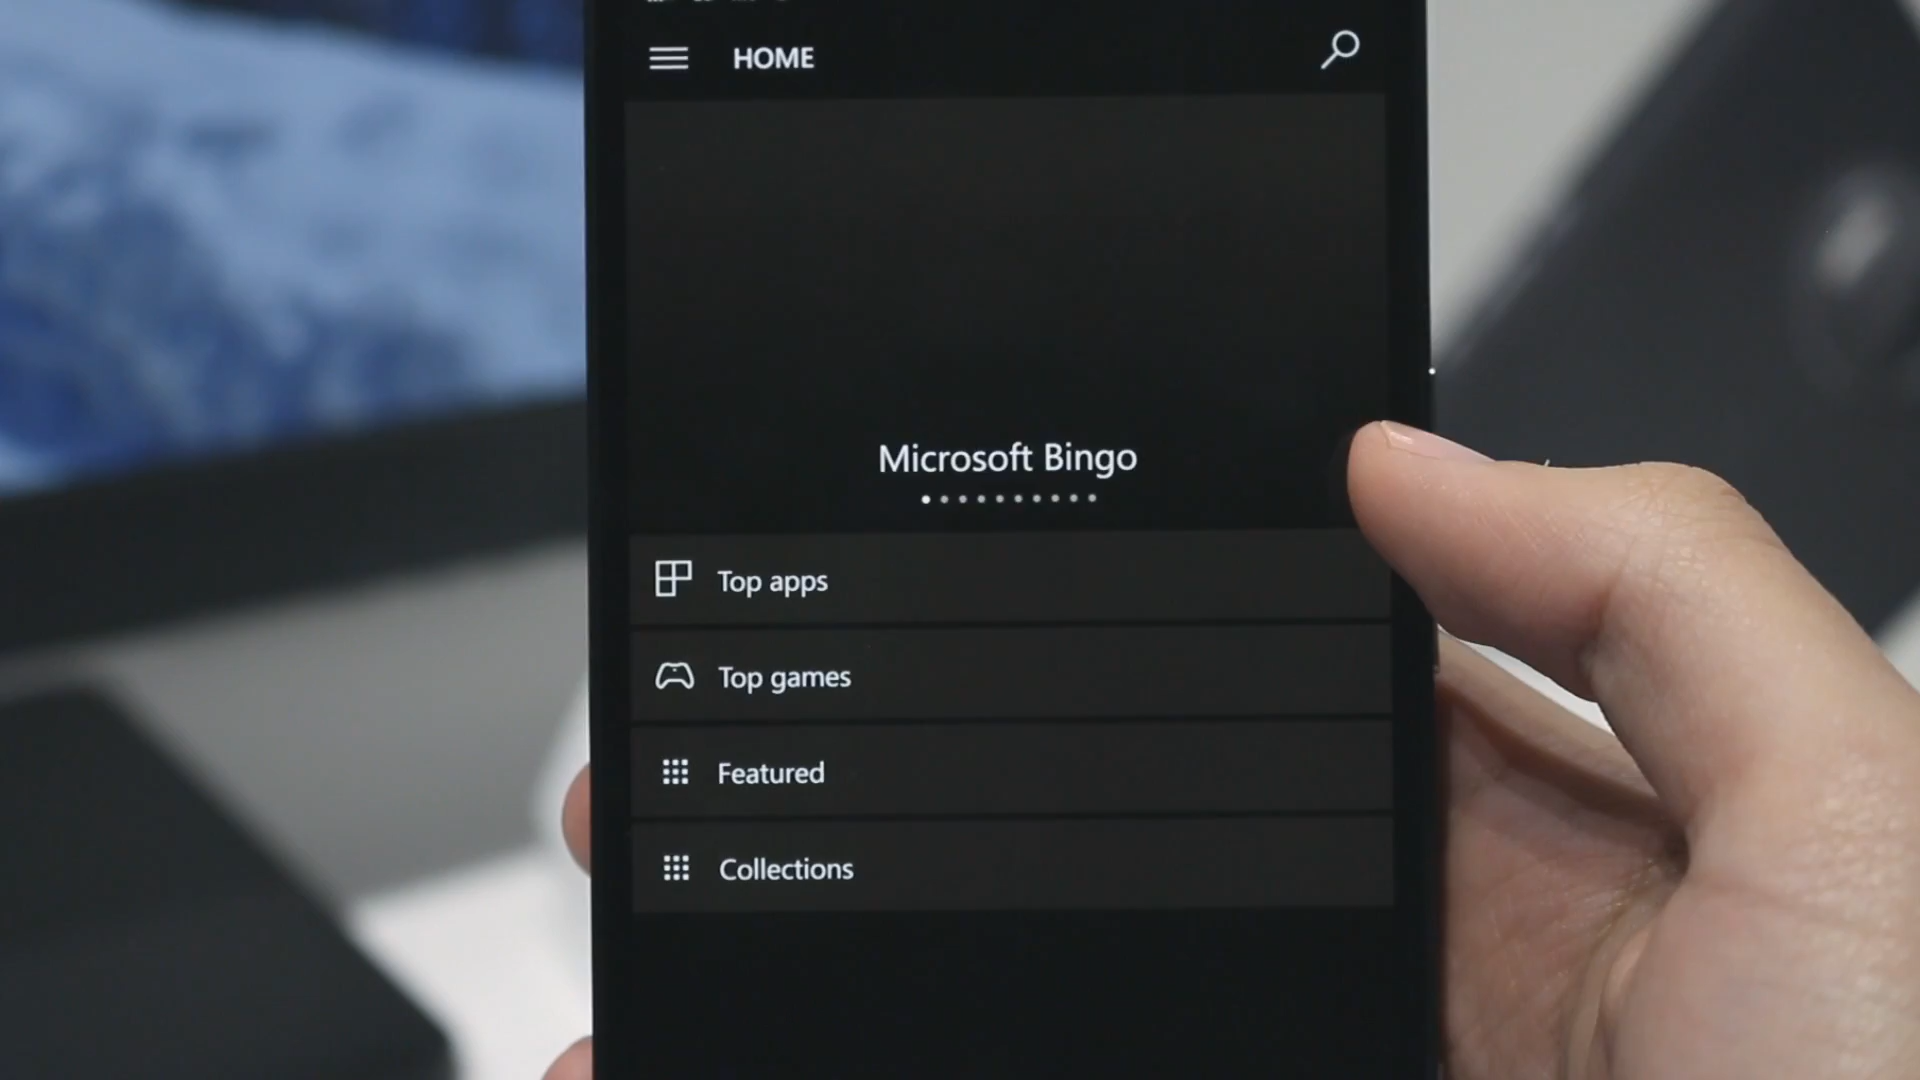 HOME
Microsoft Bingo
Top apps
Top games
Featured
Collections